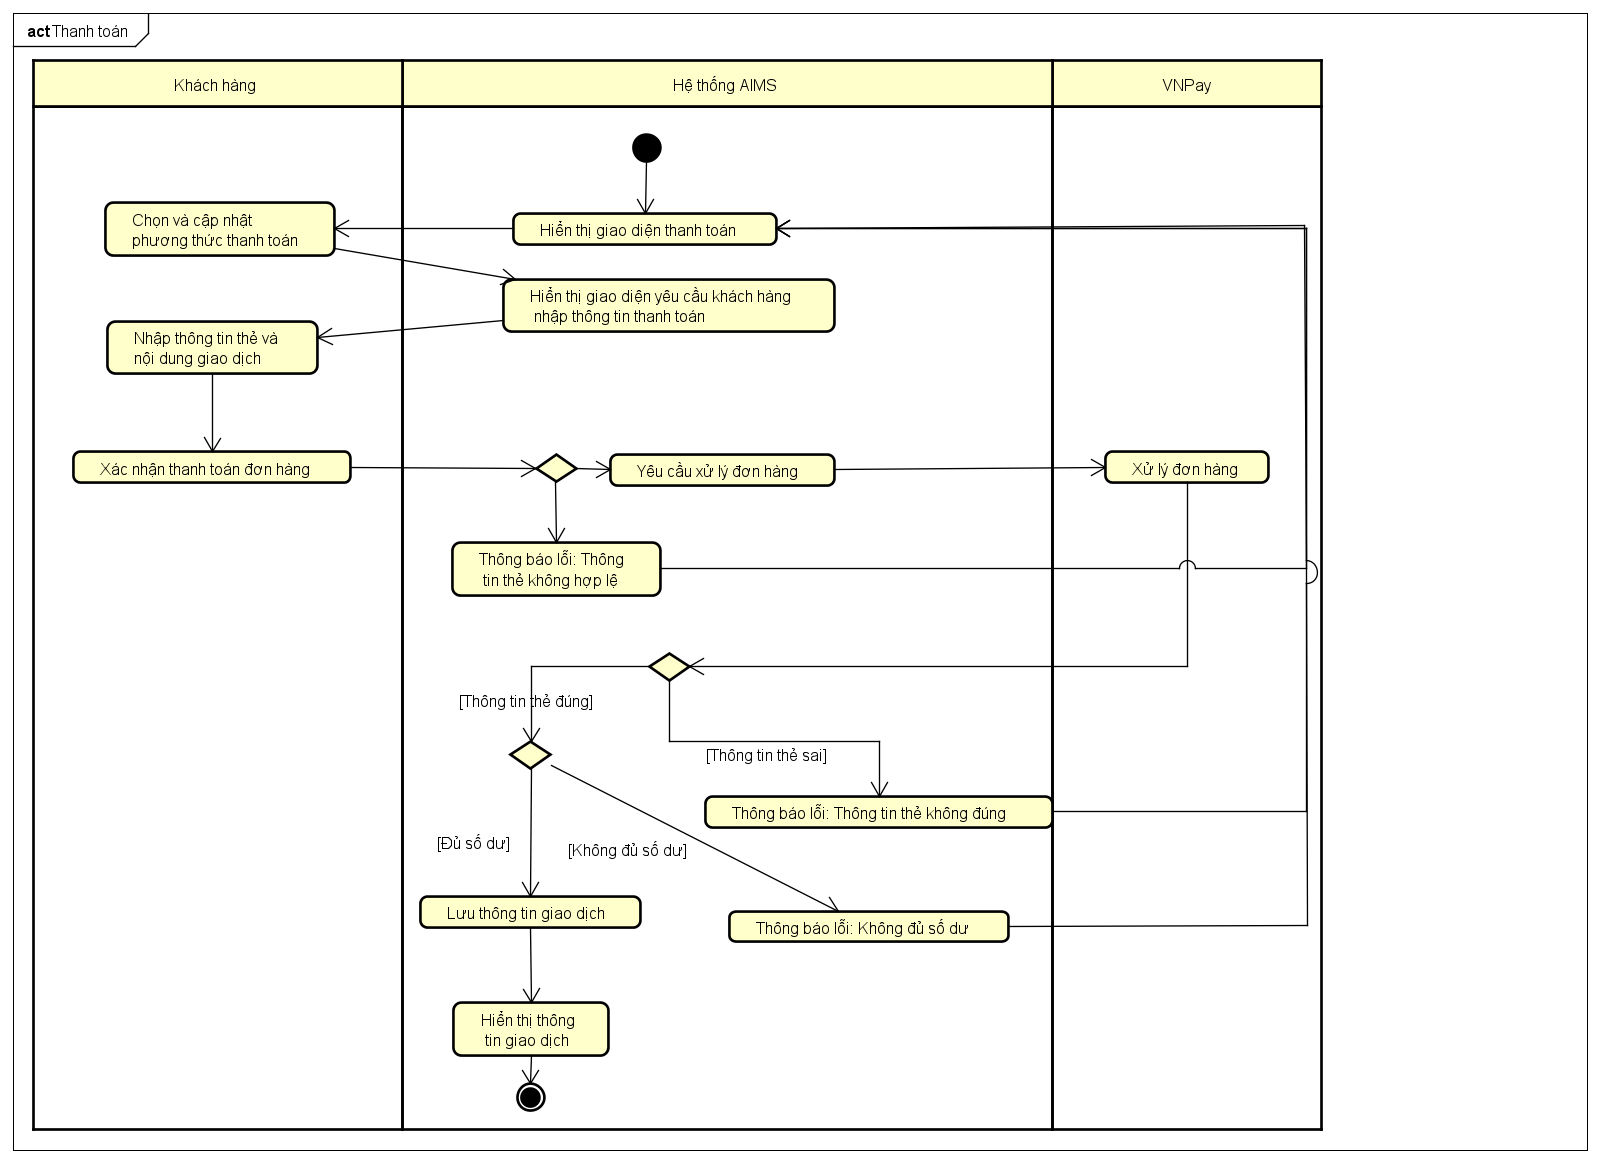 act Thanh toán
Khách hàng
Hệ thống AIMS
VNPay
Chọn và cập nhật
phương thức thanh toán
Hiển thị giao diện thanh toán
Hiển thị giao diện yêu cầu khách hàng
nhập thông tin thanh toán
Nhập thông tin thẻ và
nội dung giao dịch
Xác nhận thanh toán đơn hàng
Yêu cầu xử lý đơn hàng
Xử lý đơn hàng
Thông báo lỗi: Thông
tin thẻ không hợp lệ
[Thông tin thẻ đúng]
[Thông tin thẻ sai]
Thông báo lỗi: Thông tin thẻ không đúng
[Đủ số dư]
[Không đủ số dư]
Lưu thông tin giao dịch
Thông báo lỗi: Không đủ số dư
Hiển thị thông
tin giao dịch